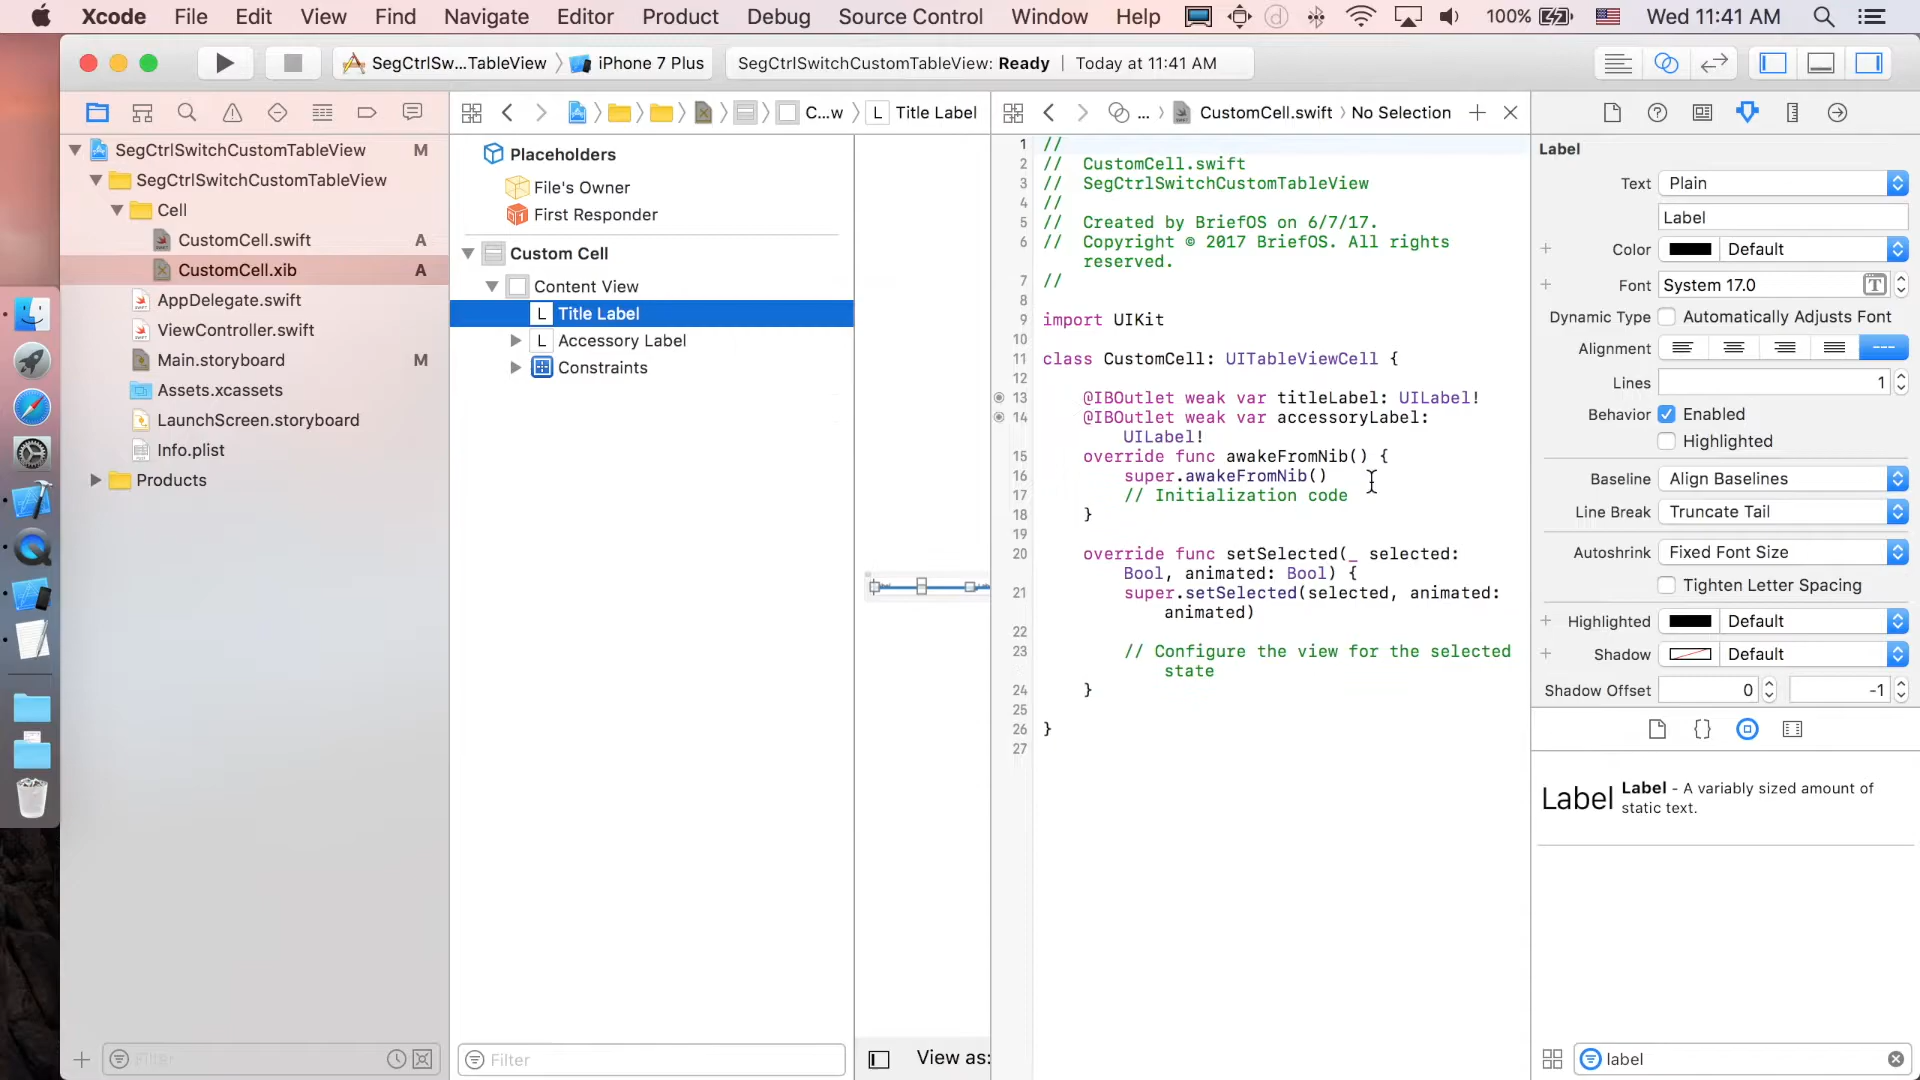 Xcode File Edit View Find Navigate Editor Product Debug Source Control Window Help 100% Wed 11:41 AM
SegCtrlSw...TableView iPhone 7 Plus SegCtrlSwitchCustomTableView: Ready | Today at 11:41 AM
C...w L Title Label
... CustomCell.swift No Selection
SegCtrlSwitchCustomTableView M
SegCtrlSwitchCustomTableView
Cell
CustomCell.swift A
CustomCell.xib A
AppDelegate.swift
ViewController.swift
Main.storyboard M
Assets.xcassets
LaunchScreen.storyboard
Info.plist
Products
Filter
Placeholders
File's Owner
First Responder
Custom Cell
Content View
L Title Label
L Accessory Label
Constraints
Filter
View as:
1 //
2 // CustomCell.swift
3 // SegCtrlSwitchCustomTableView
4 //
5 // Created by BriefOS on 6/7/17.
6 // Copyright © 2017 BriefOS. All rights
reserved.
7 //
8
9 import UIKit
10
11 class CustomCell: UITableViewCell {
12
13 @IBOutlet weak var titleLabel: UILabel!
14 @IBOutlet weak var accessoryLabel:
UILabel!
15 override func awakeFromNib() {
16 super.awakeFromNib()
17 // Initialization code
18 }
19
20 override func setSelected(_ selected:
Bool, animated: Bool) {
21 super.setSelected(selected, animated:
animated)
22
23 // Configure the view for the selected
state
24 }
25
26 }
27
Label
Text Plain
Label
Color Default
Font System 17.0 T
Dynamic Type Automatically Adjusts Font
Alignment
Lines 1
Behavior Enabled
Highlighted
Baseline Align Baselines
Line Break Truncate Tail
Autoshrink Fixed Font Size
Tighten Letter Spacing
Highlighted Default
Shadow Default
Shadow Offset 0 -1
Label Label - A variably sized amount of
static text.
label